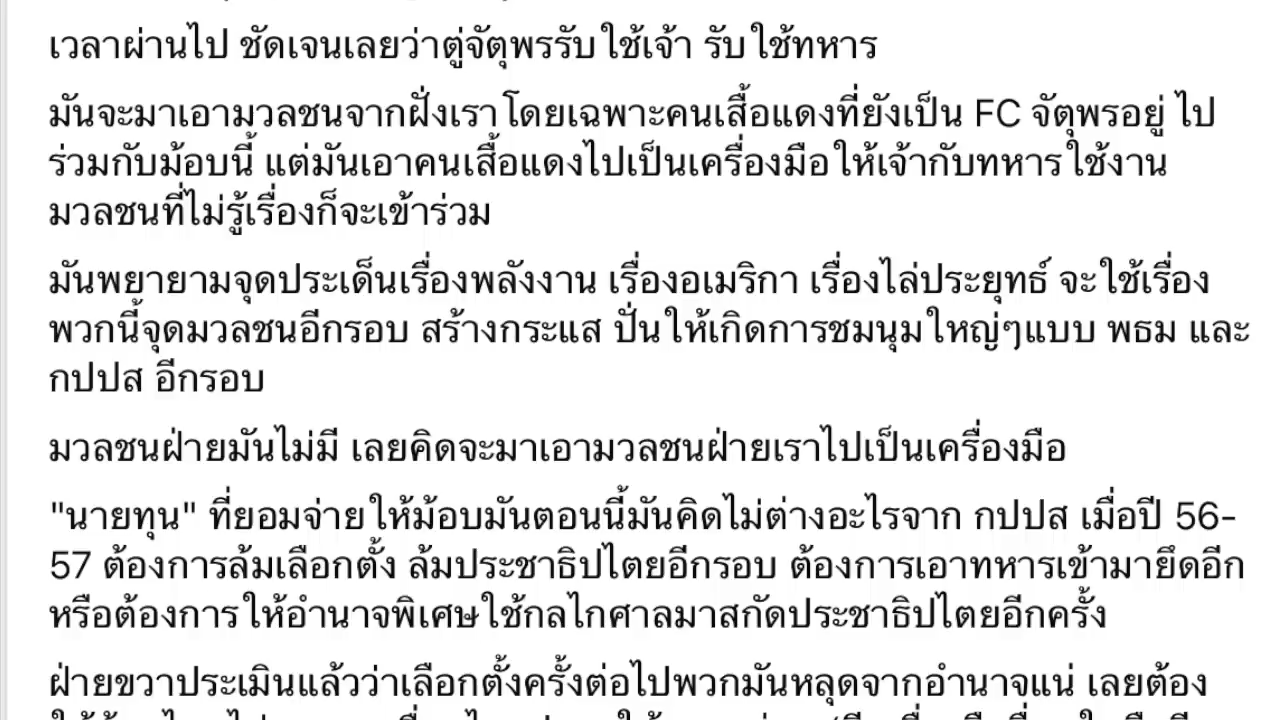 เวลาผ่านไป ชัดเจนเลยว่าตู่จัตุพรรับใช้เจ้า รับใช้ทหาร
มันจะมาเอามวลชนจากฝั่งเราโดยเฉพาะคนเสื้อแดงที่ยังเป็น FC จัตุพรอยู่ ไป
ร่วมกับม้อบนี้ แต่มันเอาคนเสื้อแดงไปเป็นเครื่องมือให้เจ้ากับทหารใช้งาน
มวลชนที่ไม่รู้เรื่องก็จะเข้าร่วม
มันพยายามจุดประเด็นเรื่องพลังงาน เรื่องอเมริกา เรื่องไล่ประยุทธ์ จะใช้เรื่อง
พวกนี้จุดมวลชนอีกรอบ สร้างกระแส ปั่นให้เกิดการชมนุมใหญ่ๆแบบ พธม และ
กปปส อีกรอบ
มวลชนฝ่ายมันไม่มี เลยคิดจะมาเอามวลชนฝ่ายเราไปเป็นเครื่องมือ
"นายทุน" ที่ยอมจ่ายให้ม้อบมันตอนนี้มันคิดไม่ต่างอะไรจาก กปปส เมื่อปี 56-
57 ต้องการล้มเลือกตั้ง ล้มประชาธิปไตยอีกรอบ ต้องการเอาทหารเข้ามายึดอีก
หรือต้องการให้อำนาจพิเศษใช้กลไกศาลมาสกัดประชาธิปไตยอีกครั้ง
ฝ่ายขวาประเมินแล้วว่าเลือกตั้งครั้งต่อไปพวกมันหลุดจากอำนาจแน่ เลยต้อง